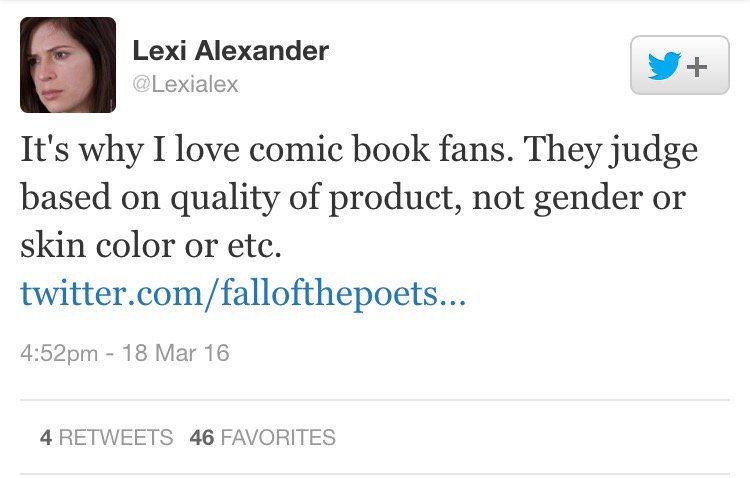 Lexi Alexander
@Lexialex
+
It's why I love comic book fans. They judge
based on quality of product, not gender or
skin color or etc.
twitter.com/fallofthepoets...
4:52pm - 18 Mar 16
4 RETWEETS 46 FAVORITES